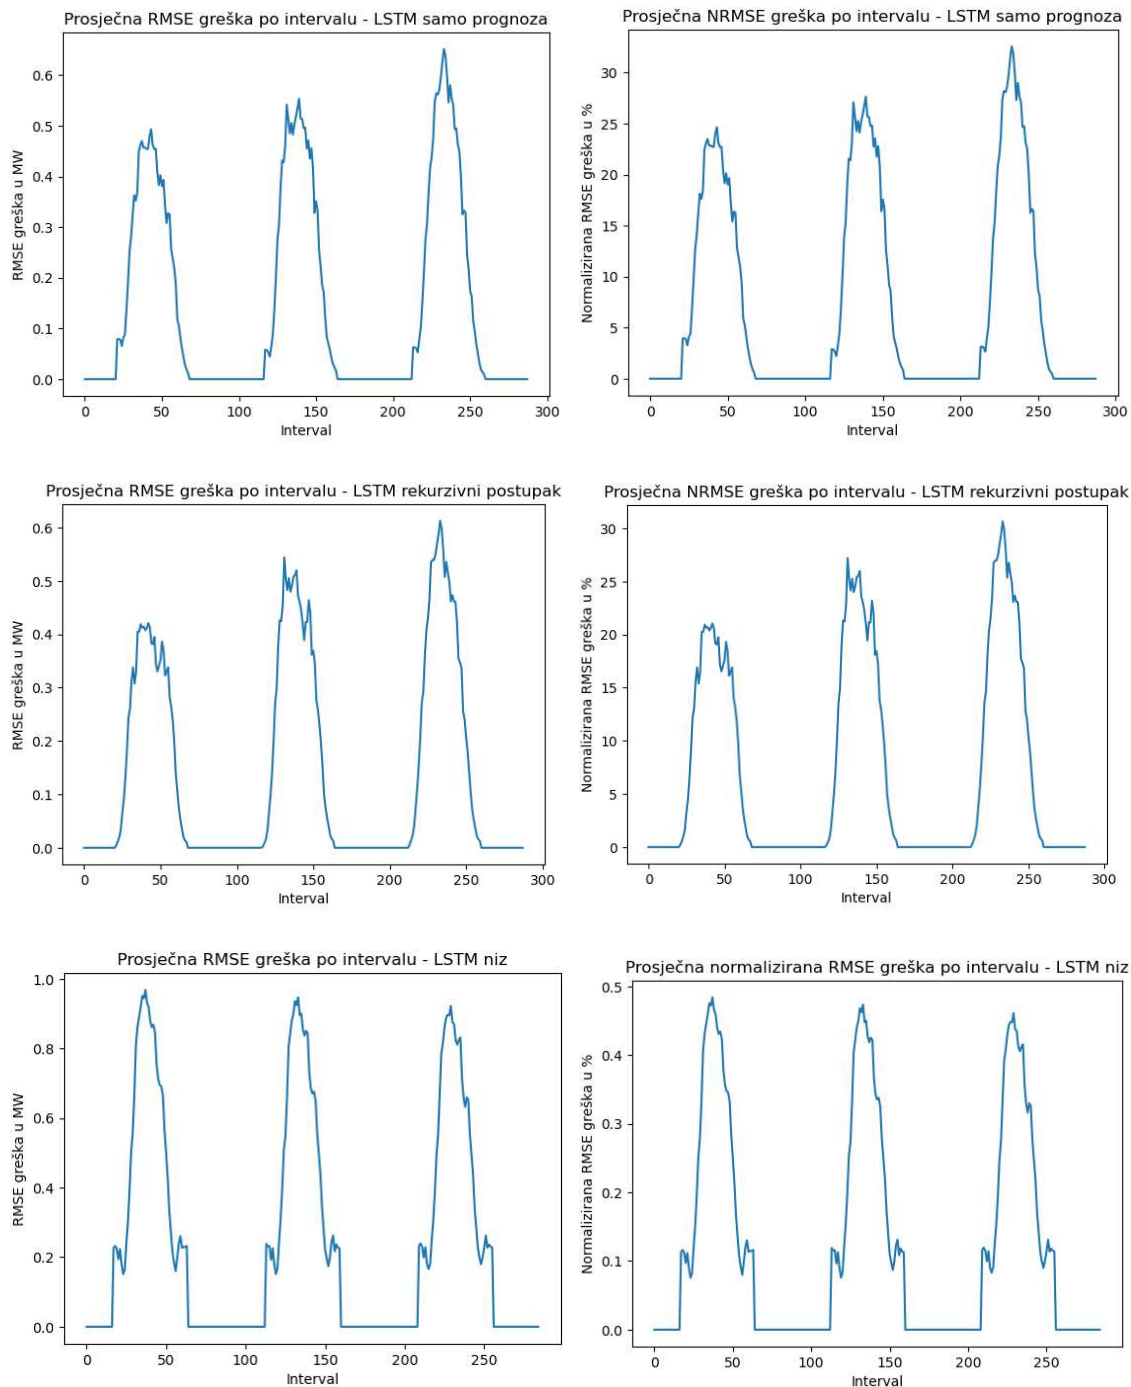 Prosječna RMSE greška po intervalu - LSTM samo prognoza
RMSE greška u MW
0.6
0.5
0.4
0.3
0.2
0.1
0.0
0 50 100 150 200 250 300
Interval
Prosječna NRMSE greška po intervalu - LSTM samo prognoza
Normalizirana RMSE greška u %
30
25
20
15
10
5
0
0 50 100 150 200 250 300
Interval
Prosječna RMSE greška po intervalu - LSTM rekurzivni postupak
RMSE greška u MW
0.6
0.5
0.4
0.3
0.2
0.1
0.0
0 50 100 150 200 250 300
Interval
Prosječna NRMSE greška po intervalu - LSTM rekurzivni postupak
Normalizirana RMSE greška u %
30
25
20
15
10
5
0
0 50 100 150 200 250 300
Interval
Prosječna RMSE greška po intervalu - LSTM niz
RMSE greška u MW
1.0
0.8
0.6
0.4
0.2
0.0
0 50 100 150 200 250
Interval
Prosječna normalizirana RMSE greška po intervalu - LSTM niz
Normalizirana RMSE greška u %
0.5
0.4
0.3
0.2
0.1
0.0
0 50 100 150 200 250
Interval